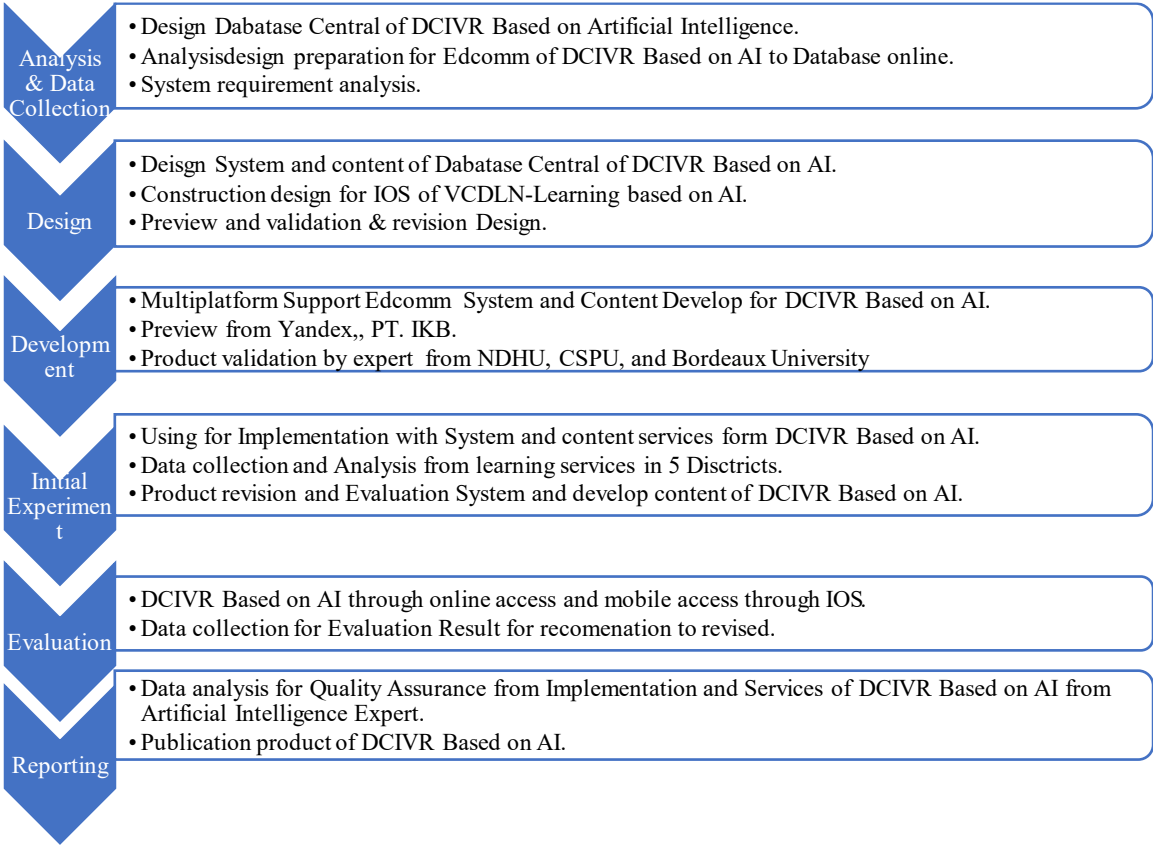 Analysis
& Data
Collection
• Design Dabatase Central of DCIVR Based on Artificial Intelligence.
• Analysisdesign preparation for Edcomm of DCIVR Based on AI to Database online.
• System requirement analysis.
Design
• Deisgn System and content of Dabatase Central of DCIVR Based on AI.
• Construction design for IOS of VCDLN-Learning based on AI.
• Preview and validation & revision Design.
Developm
ent
• Multiplatform Support Edcomm System and Content Develop for DCIVR Based on AI.
• Preview from Yandex,, PT. IKB.
• Product validation by expert from NDHU, CSPU, and Bordeaux University
Initial
Experimen
t
• Using for Implementation with System and content services form DCIVR Based on AI.
• Data collection and Analysis from learning services in 5 Disctricts.
• Product revision and Evaluation System and develop content of DCIVR Based on AI.
Evaluation
• DCIVR Based on AI through online access and mobile access through IOS.
• Data collection for Evaluation Result for recomenation to revised.
Reporting
• Data analysis for Quality Assurance from Implementation and Services of DCIVR Based on AI from
Artificial Intelligence Expert.
• Publication product of DCIVR Based on AI.